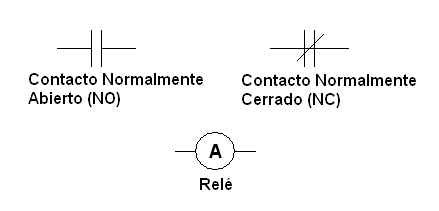 Contacto Normalmente
Abierto (NO)
Contacto Normalmente
Cerrado (NC)
A
Relé